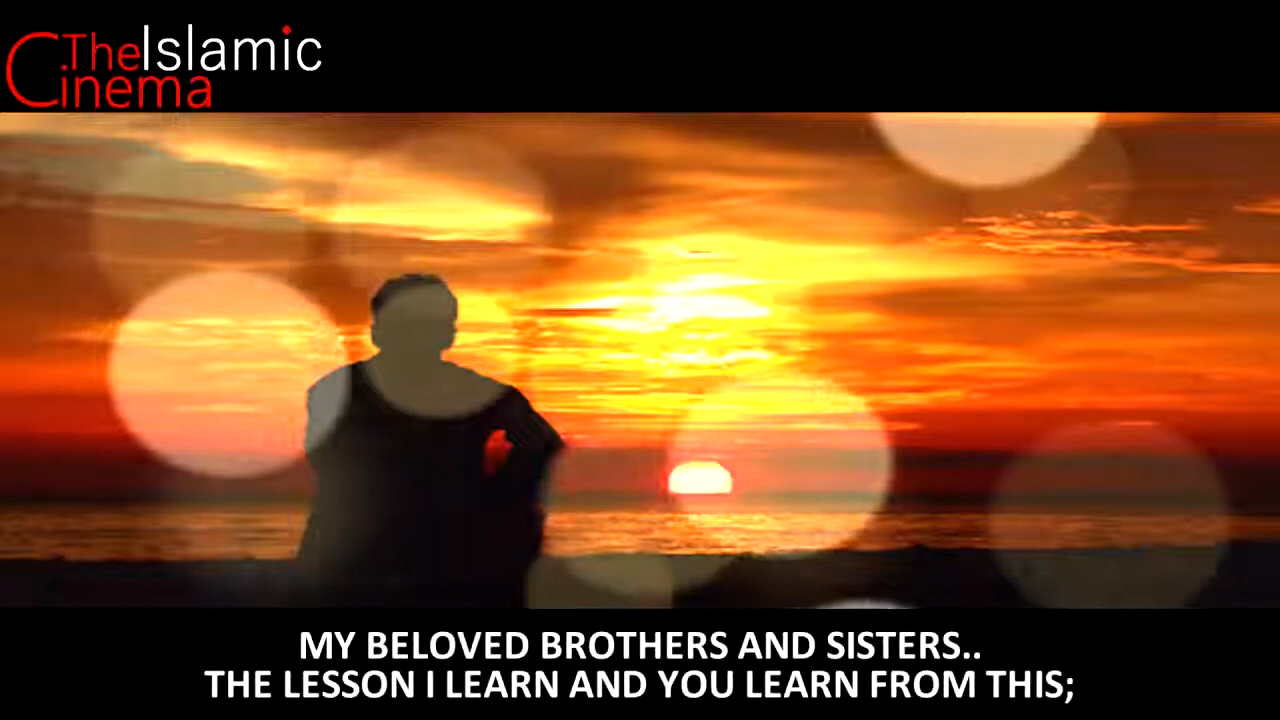 TheIslamic
Cinema
MY BELOVED BROTHERS AND SISTERS..
THE LESSON I LEARN AND YOU LEARN FROM THIS;